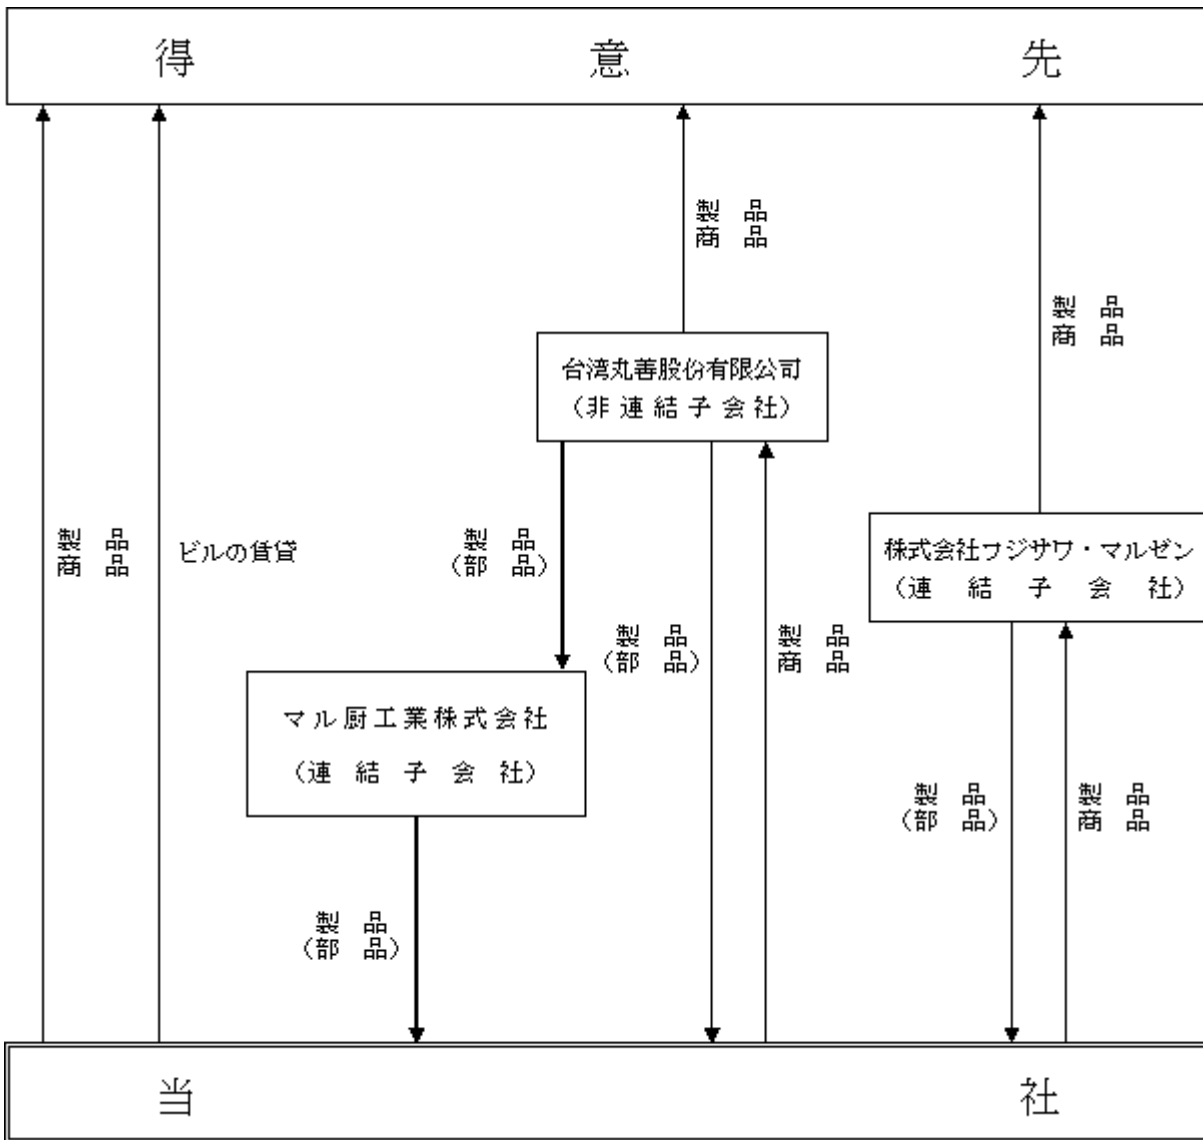 得意先
製品
商品
製品
商品
台湾丸善股份有限公司
（非連結子会社）
製品
商品
ビルの賃貸
製品
（部品）
株式会社フジサワ・マルゼン
（連結子会社）
製品
（部品）
製品
商品
マル厨工業株式会社
（連結子会社）
製品
（部品）
製品
商品
製品
（部品）
当社